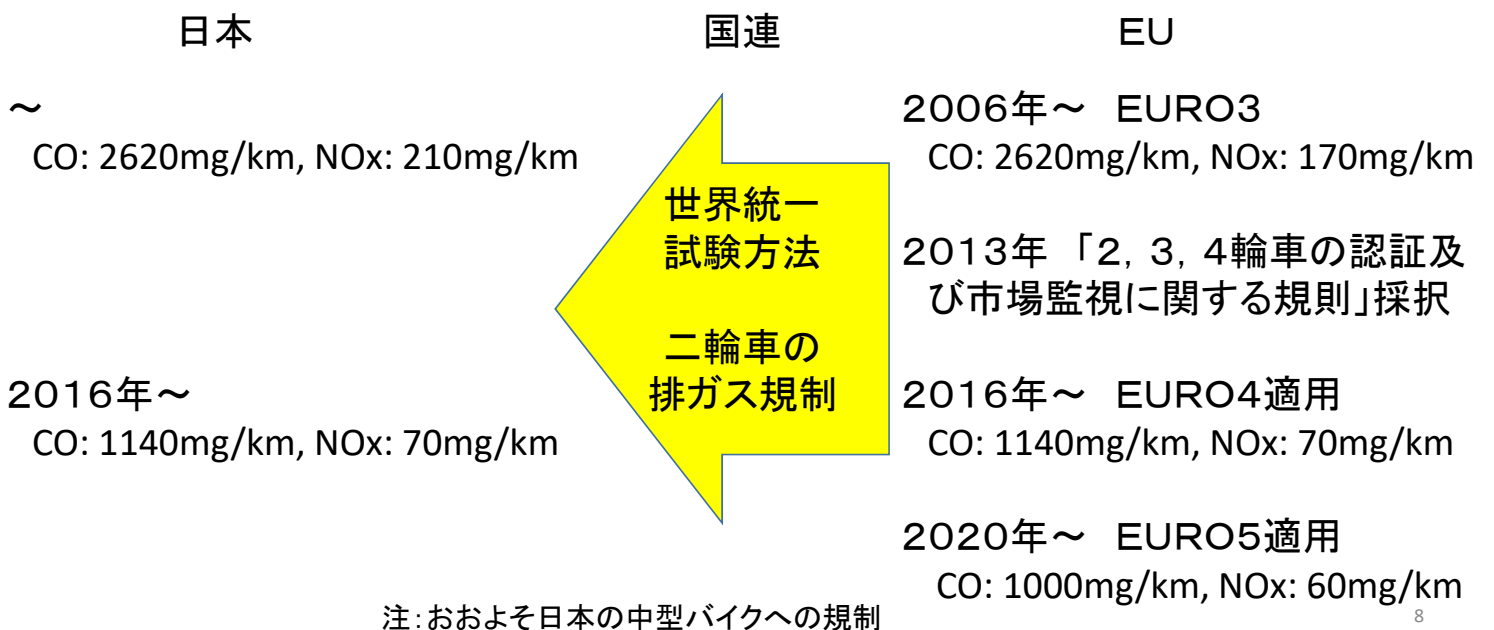 日本
国連
ＥＵ
～
CO: 2620mg/km, NOx: 210mg/km
２０１６年～
CO: 1140mg/km, NOx: 70mg/km
世界統一
試験方法
二輪車の
排ガス規制
２００６年～　ＥＵＲＯ３
CO: 2620mg/km, NOx: 170mg/km
２０１３年 「２，３，４輪車の認証及
び市場監視に関する規則」採択
２０１６年～　ＥＵＲＯ４適用
CO: 1140mg/km, NOx: 70mg/km
２０２０年～　ＥＵＲＯ５適用
CO: 1000mg/km, NOx: 60mg/km
注：おおよそ日本の中型バイクへの規制
8